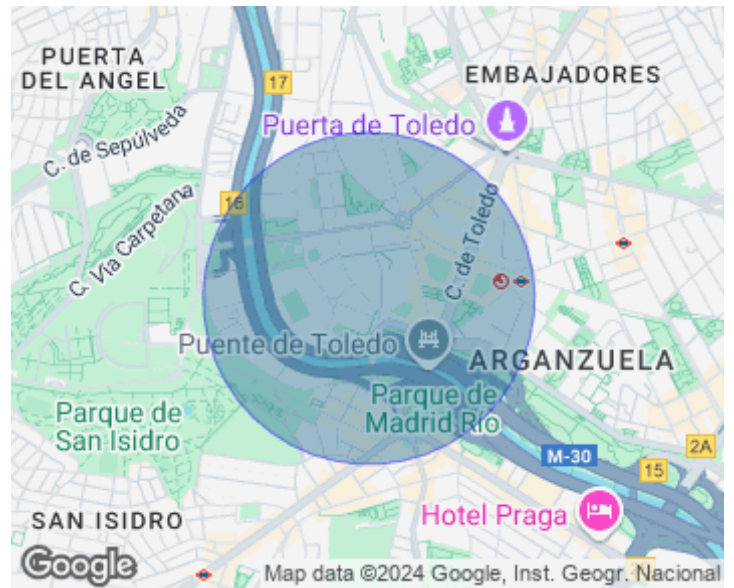 PUERTA
DEL ANGEL
17
EMBAJADORES
Puerta de Toledo
C. de Sepúlveda
16
C. Vía Carpetana
C. de Toledo
Puente de Toledo
ARGANZUELA
Parque de
Madrid Río
Parque de
San Isidro
M-30
2A
15
SAN ISIDRO
Hotel Praga
Google
Map data ©2024 Google, Inst. Geogr. Nacional